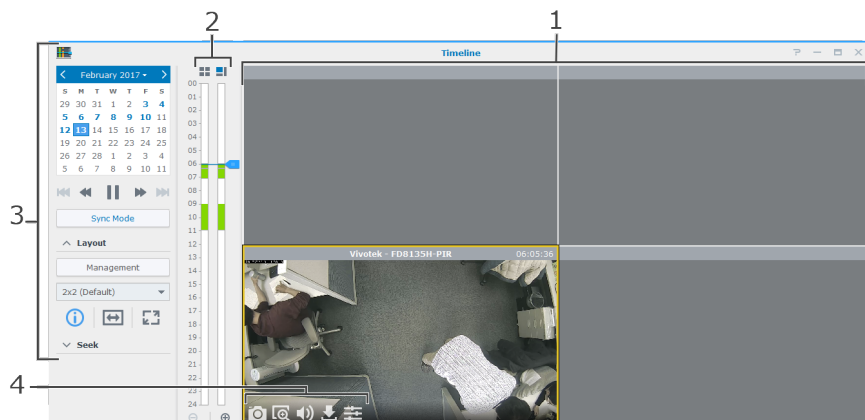 2
1
3
4
Timeline
?
February 2017
S M T W T F S
29 30 31 1 2 3 4
5 6 7 8 9 10 11
12 13 14 15 16 17 18
19 20 21 22 23 24 25
26 27 28 1 2 3 4
5 6 7 8 9 10 11
Sync Mode
Layout
Management
2x2 (Default)
Seek
00
01
02
03
04
05
06
07
08
09
10
11
12
13
14
15
16
17
18
19
20
21
22
23
24
Vivotek - FD8135H-PIR 06:05:36